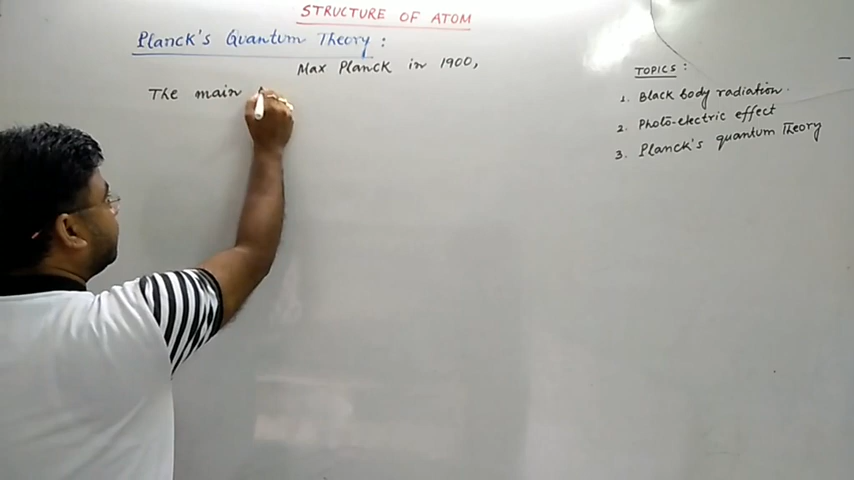 STRUCTURE OF ATOM
Planck's Quantum Theory :
Max Planck in 1900,
The main
TOPICS :
1. Black body radiation.
2. Photo-electric effect
3. Planck's quantum Theory